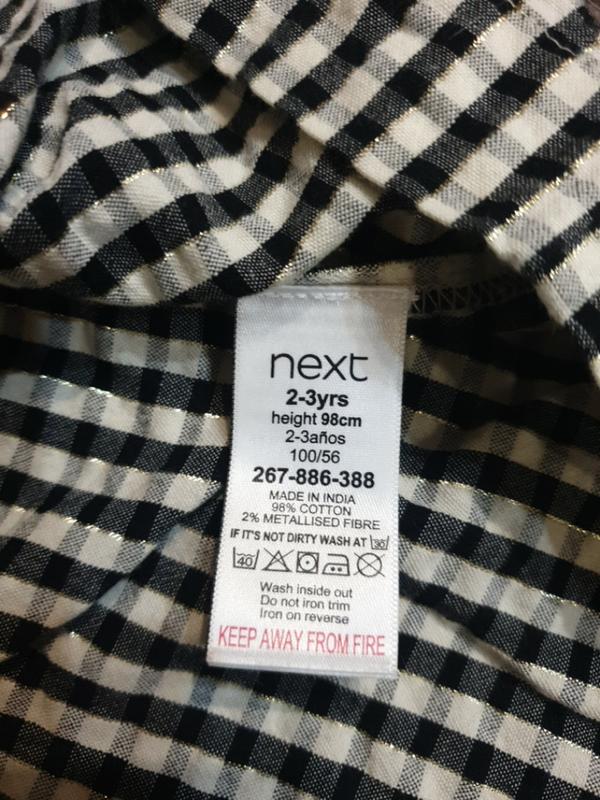 next
2-3yrs
height 98cm
2-3años
100/56
267-886-388
MADE IN INDIA
98% COTTON
2% METALLISED FIBRE
IF IT'S NOT DIRTY WASH AT 30
40
Wash inside out
Do not iron trim
Iron on reverse
KEEP AWAY FROM FIRE